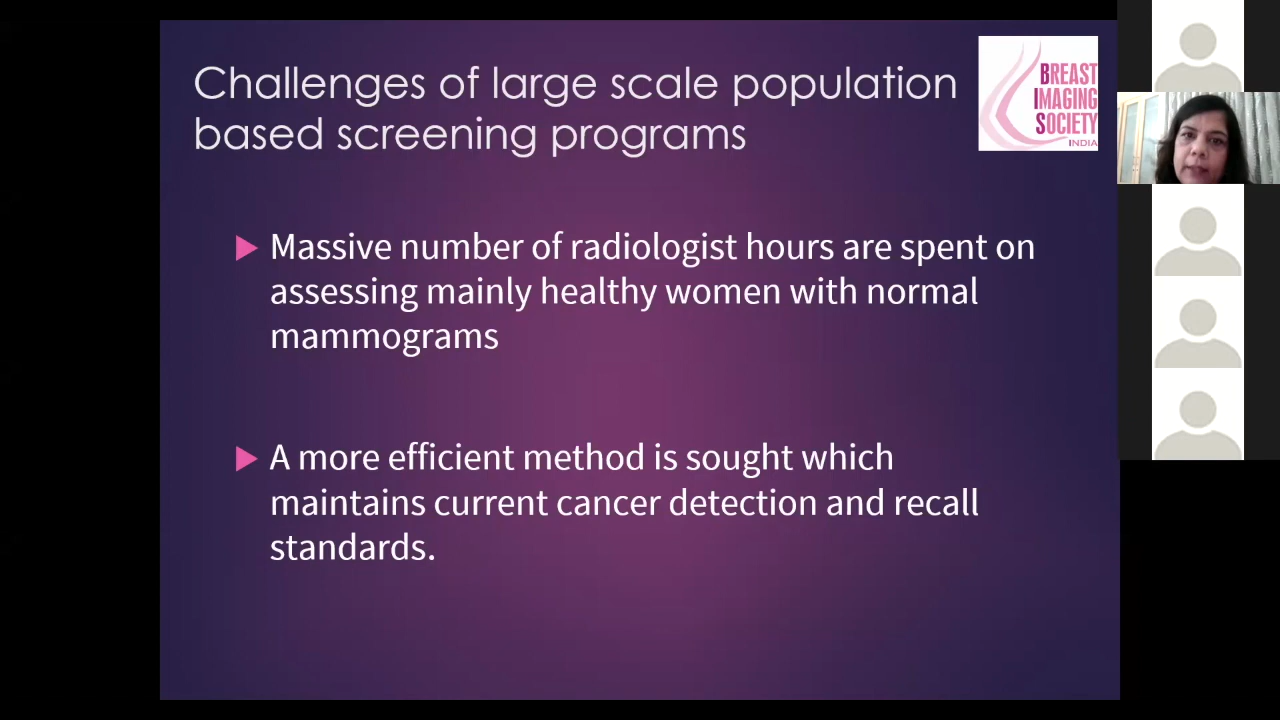 Challenges of large scale population
based screening programs
BREAST
IMAGING
SOCIETY
INDIA
Massive number of radiologist hours are spent on
assessing mainly healthy women with normal
mammograms
A more efficient method is sought which
maintains current cancer detection and recall
standards.